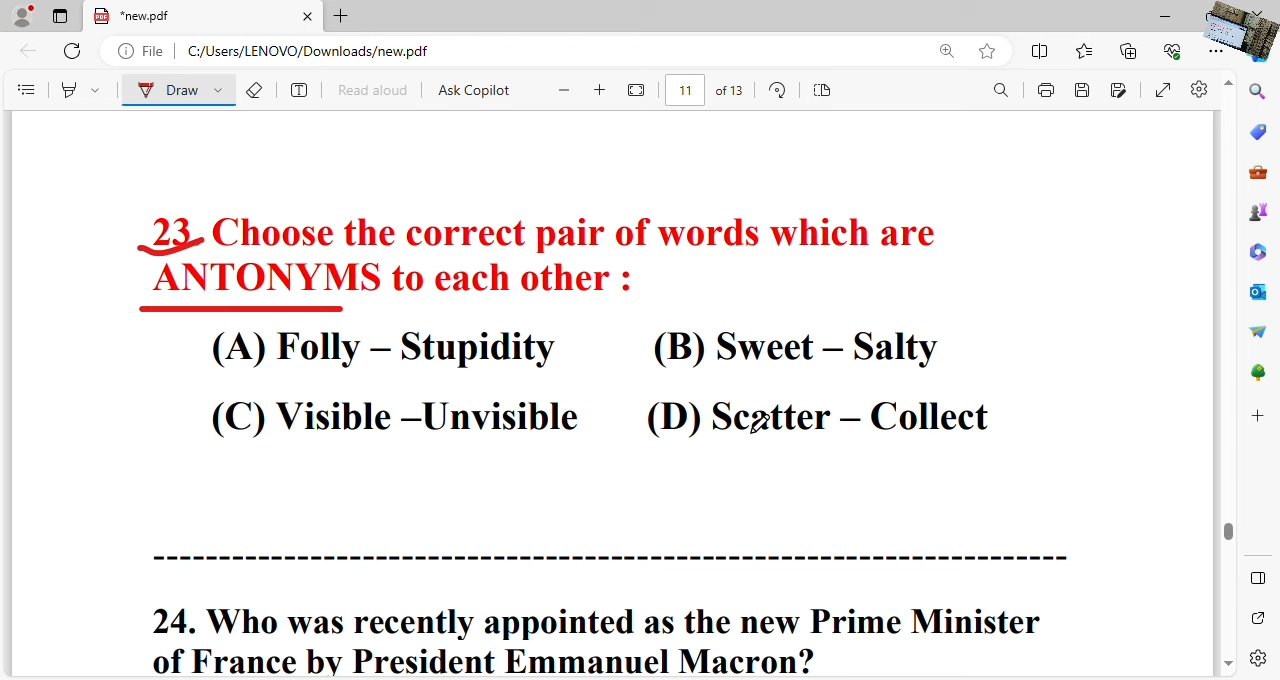 *new.pdf
File
C:/Users/LENOVO/Downloads/new.pdf
Draw
Read aloud
Ask Copilot
11
of 13
23. Choose the correct pair of words which are
ANTONYMS to each other :
(A) Folly – Stupidity (B) Sweet – Salty
(C) Visible –Unvisible (D) Scatter – Collect
24. Who was recently appointed as the new Prime Minister
of France by President Emmanuel Macron?